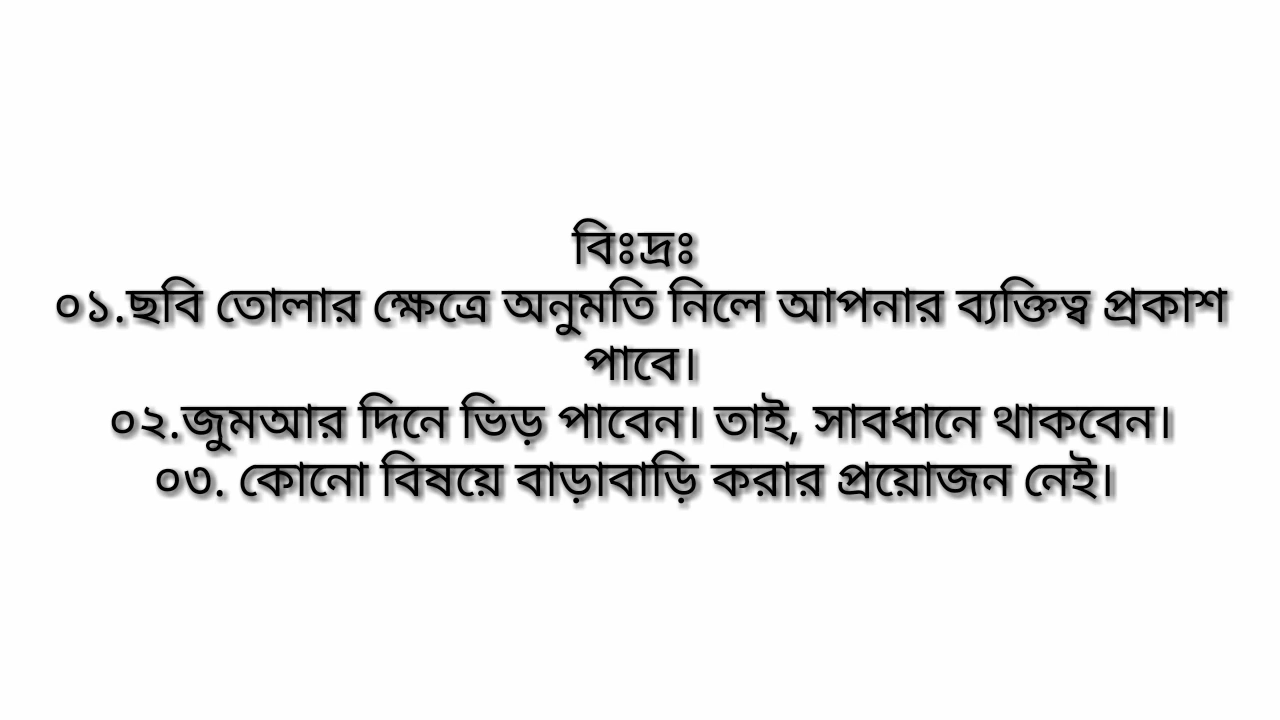 বিঃদ্রঃ
০১.ছবি তোলার ক্ষেত্রে অনুমতি নিলে আপনার ব্যক্তিত্ব প্রকাশ
পাবে।
০২.জুমআর দিনে ভিড় পাবেন। তাই, সাবধানে থাকবেন।
০৩. কোনো বিষয়ে বাড়াবাড়ি করার প্রয়োজন নেই।